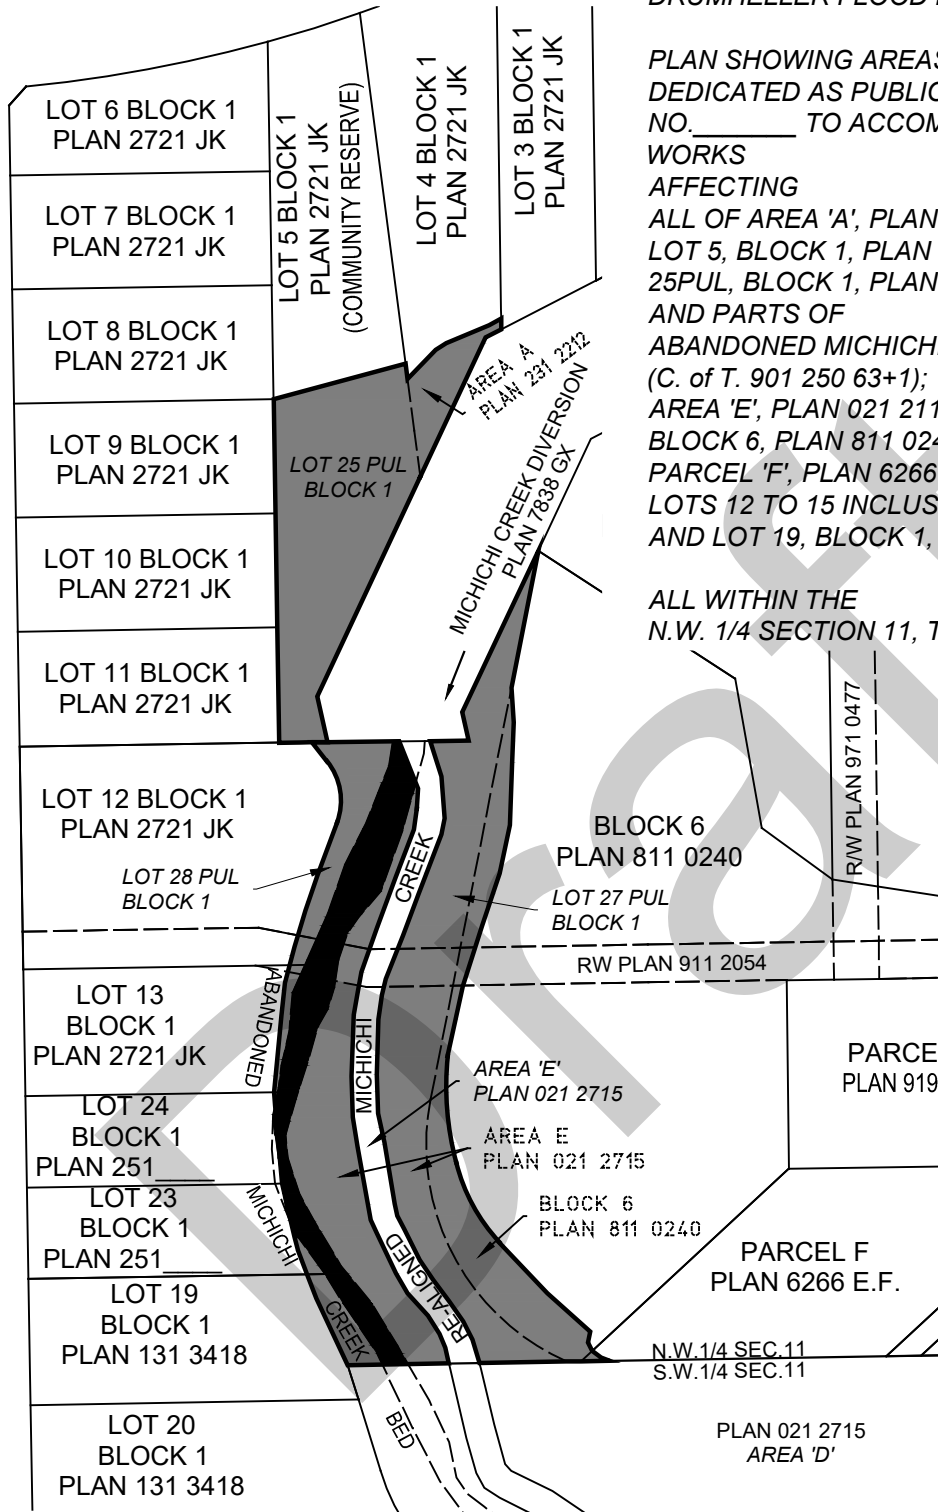 DRUMHELLER FLOOD
PLAN SHOWING AREAS
DEDICATED AS PUBLIC
NO.______ TO ACCOM
WORKS
AFFECTING
ALL OF AREA 'A', PLAN
LOT 5, BLOCK 1, PLAN
25PUL, BLOCK 1, PLAN
AND PARTS OF
ABANDONED MICHICH
(C. of T. 901 250 63+1);
AREA 'E', PLAN 021 211
BLOCK 6, PLAN 811 024
PARCEL 'F', PLAN 6266
LOTS 12 TO 15 INCLUS
AND LOT 19, BLOCK 1,
ALL WITHIN THE
N.W. 1/4 SECTION 11, T
LOT 6 BLOCK 1
PLAN 2721 JK
LOT 7 BLOCK 1
PLAN 2721 JK
LOT 8 BLOCK 1
PLAN 2721 JK
LOT 9 BLOCK 1
PLAN 2721 JK
LOT 10 BLOCK 1
PLAN 2721 JK
LOT 11 BLOCK 1
PLAN 2721 JK
LOT 12 BLOCK 1
PLAN 2721 JK
LOT 5 BLOCK 1
PLAN 2721 JK
(COMMUNITY RESERVE)
LOT 4 BLOCK 1
PLAN 2721 JK
LOT 3 BLOCK 1
PLAN 2721 JK
AREA A
PLAN 231 2212
LOT 25 PUL
BLOCK 1
MICHICHI CREEK DIVERSION
PLAN 7838 GX
LOT 28 PUL
BLOCK 1
CREEK
BLOCK 6
PLAN 811 0240
R/W PLAN 971 0477
LOT 27 PUL
BLOCK 1
RW PLAN 911 2054
LOT 13
BLOCK 1
PLAN 2721 JK
ABANDONED
MICHICHI
AREA 'E'
PLAN 021 2715
PARCE
PLAN 919
LOT 24
BLOCK 1
PLAN 251____
AREA E
PLAN 021 2715
LOT 23
BLOCK 1
PLAN 251____
MICHICHI
BLOCK 6
PLAN 811 0240
RE-ALIGNED
PARCEL F
PLAN 6266 E.F.
LOT 19
BLOCK 1
PLAN 131 3418
CREEK
N.W.1/4 SEC.11
S.W.1/4 SEC.11
LOT 20
BLOCK 1
PLAN 131 3418
BED
PLAN 021 2715
AREA 'D'
Draft